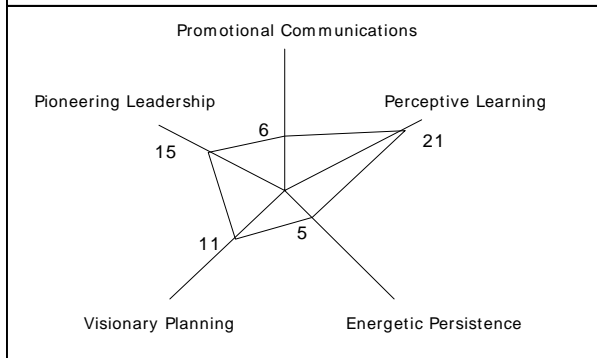 Promotional Communications
Pioneering Leadership
Perceptive Learning
6
15
21
11
5
Visionary Planning
Energetic Persistence